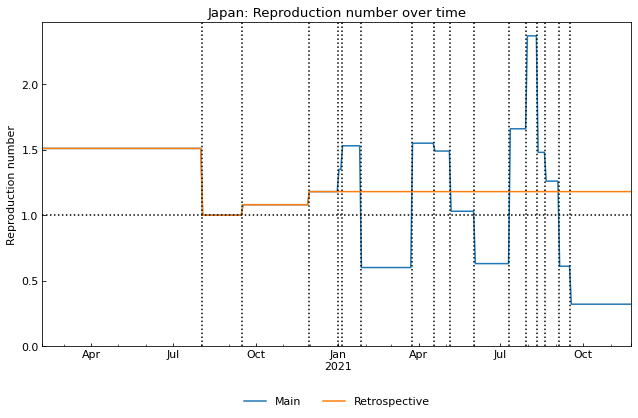 Japan: Reproduction number over time
Reproduction number
2.0
1.5
1.0
0.5
0.0
Apr Jul Oct Jan Apr Jul Oct
2021
Main Retrospective